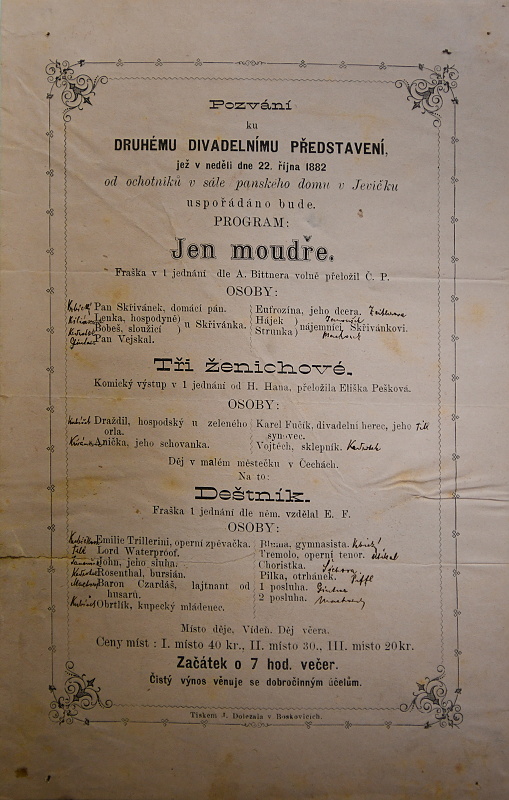 Pozvání
ku
DRUHÉMU DIVADELNÍMU PŘEDSTAVENÍ,
jež v neděli dne 22. října 1882
od ochotníků v sále panského domu v Jevíčku
uspořádáno bude.
PROGRAM:
Jen moudře.
Fraška v 1 jednání dle A. Bittnera volně přeložil Č. P.
OSOBY:
Pan Skřivánek, domácí pán.
Lenka, hospodyně
Bobeš, sloužící ) u Skřivánka.
Pan Vejskal.
Eufrozina, jeho dcera.
Hájek
Strunka ) nájemníci Skřivánkovi.
Tři ženichové.
Komický výstup v 1 jednání od H. Hana, přeložila Eliška Pešková.
OSOBY:
Draždil, hospodský u zeleného
orla.
Anička, jeho schovanka.
Karel Fučík, divadelní herec, jeho
synovec.
Vojtěch, sklepník.
Děj v malém městečku v Čechách.
Na to:
Deštník.
Fraška 1 jednání dle něm. vzdělal E. F.
OSOBY:
Emilie Trillerini, operní zpěvačka.
Lord Waterproof.
John, jeho sluha.
Rosenthal, bursián.
Baron Czardáš, lajtnant od
husarů.
Obrtlík, kupecký mládenec.
gymnasista.
Tremolo, operní tenor.
Choristka.
Pilka, otrhánek.
1 posluha.
2 posluha.
Místo děje. Vídeň. Děj včera.
Ceny míst : I. místo 40 kr., II. místo 30., III. místo 20kr.
Začátek o 7 hod. večer.
Čistý výnos věnuje se dobročinným účelům.
Tiskem J. Doležala v Boskovicích.